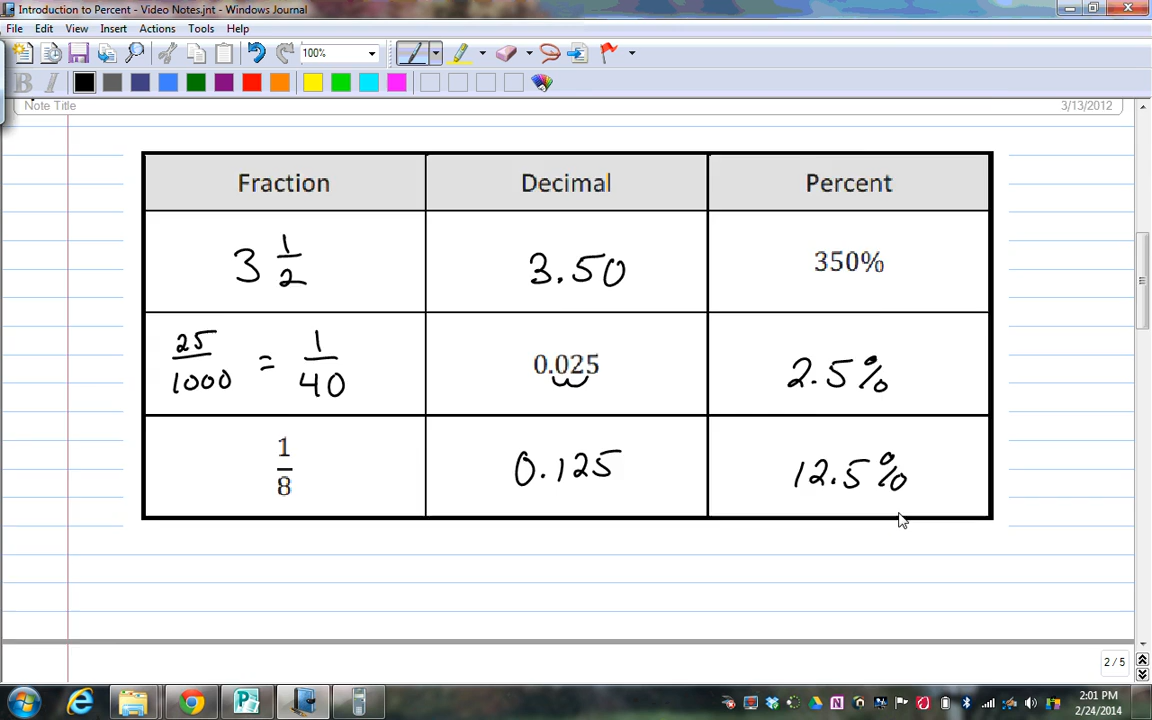 Introduction to Percent - Video Notes.jnt - Windows Journal
File Edit View Insert Actions Tools Help
100%
B I
Note Title 3/13/2012
Fraction Decimal Percent
3 1/2 3.50 350%
25/1000 = 1/40 0.025 2.5%
1/8 0.125 12.5%
2 / 5
2:01 PM
2/24/2014